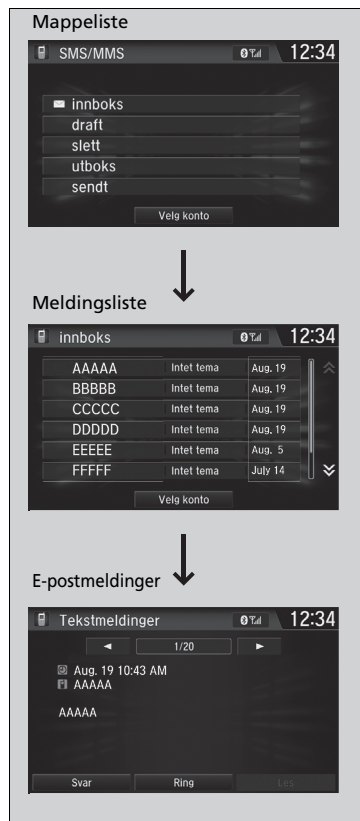 Mappeliste
SMS/MMS 12:34
innboks
draft
slett
utboks
sendt
Velg konto
Meldingsliste
innboks 12:34
AAAAA Intet tema Aug. 19
BBBBB Intet tema Aug. 19
CCCCC Intet tema Aug. 19
DDDDD Intet tema Aug. 19
EEEEE Intet tema Aug. 5
FFFFF Intet tema July 14
Velg konto
E-postmeldinger
Tekstmeldinger 12:34
1/20
Aug. 19 10:43 AM
AAAAA
AAAAA
Svar Ring Les